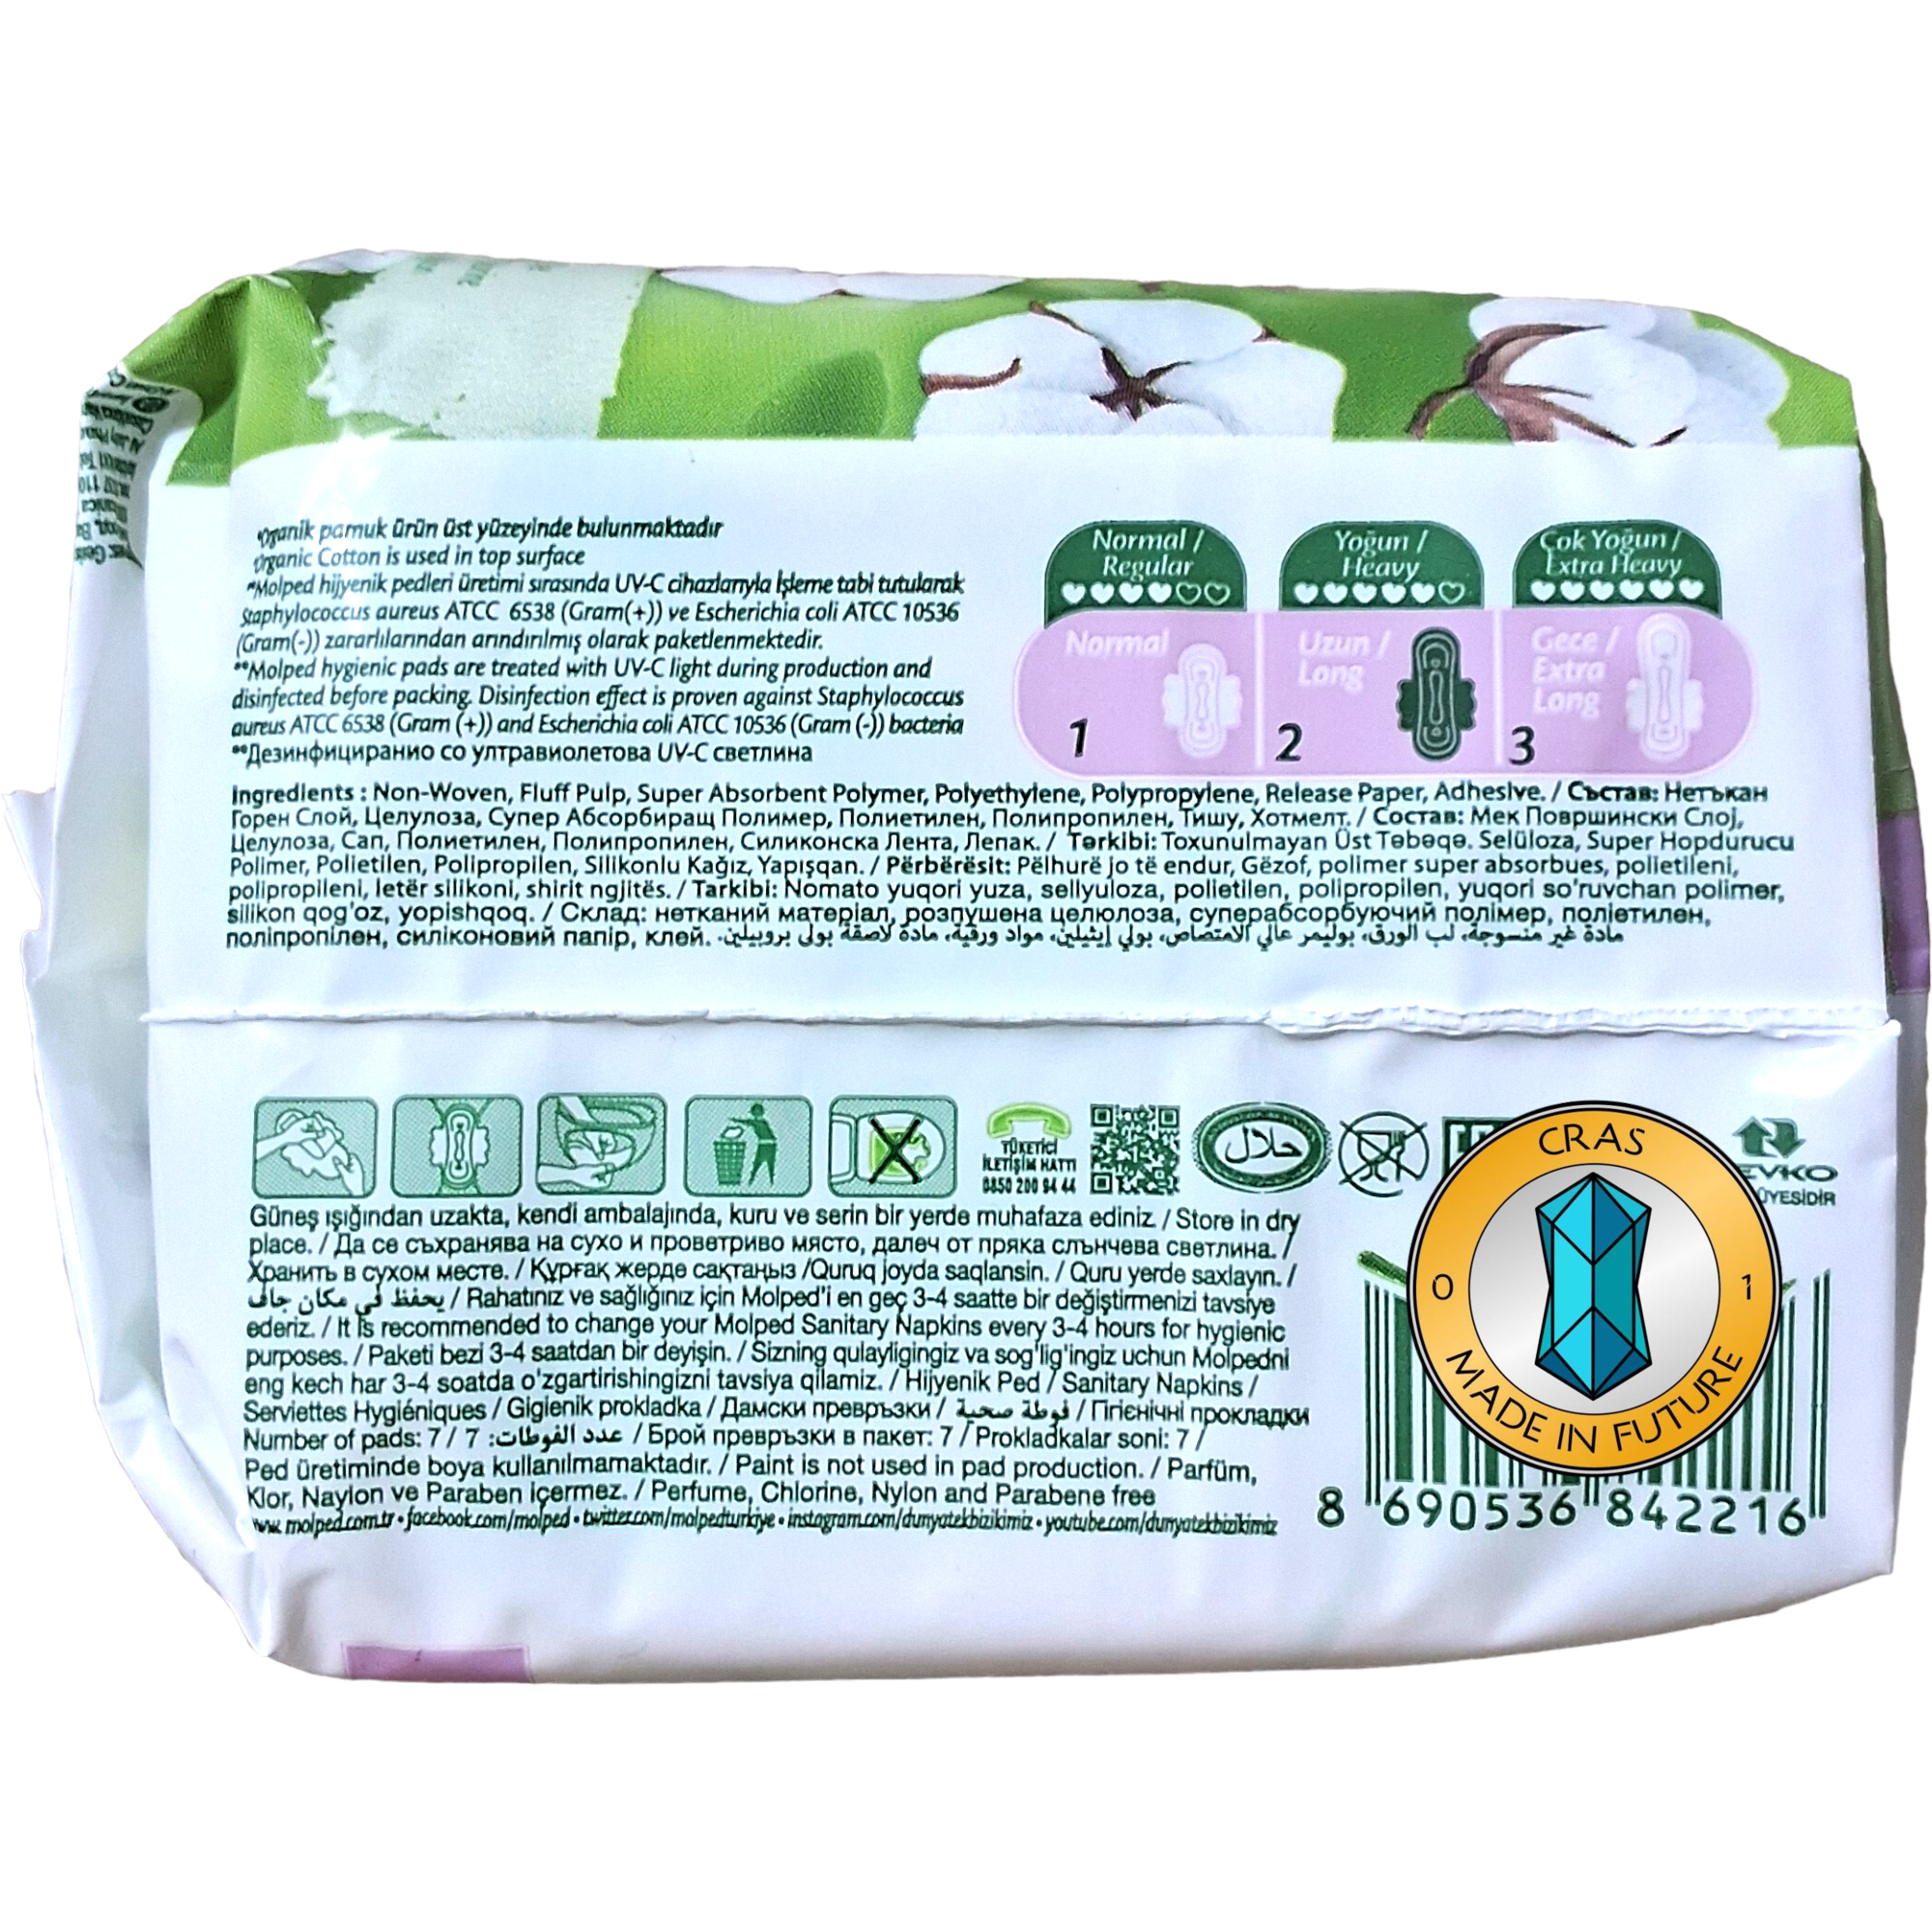 *Organik pamuk ürün üst yüzeyinde bulunmaktadır
*Organic Cotton is used in top surface
**Molped hijyenik pedleri üretimi sırasında UV-C cihazlarıyla işleme tabi tutularak
Staphylococcus aureus ATCC 6538 (Gram(+)) ve Escherichia coli ATCC 10536
(Gram(-)) zararlılarından arındırılmış olarak paketlenmektedir.
**Molped hygienic pads are treated with UV-C light during production and
disinfected before packing. Disinfection effect is proven against Staphylococcus
aureus ATCC 6538 (Gram (+)) and Escherichia coli ATCC 10536 (Gram (-)) bacteria
**Дезинфициранио со ултравиолетова UV-C светлина
Normal /
Regular
Yoğun /
Heavy
Çok Yoğun /
Extra Heavy
Normal
1
Uzun /
Long
2
Gece /
Extra
Long
3
Ingredients : Non-Woven, Fluff Pulp, Super Absorbent Polymer, Polyethylene, Polypropylene, Release Paper, Adhesive. / Състав: Нетъкан
Горен Слой, Целулоза, Супер Абсорбиращ Полимер, Полиетилен, Полипропилен, Тишу, Хотмелт. / Состав: Мек Површински Слој,
Целулоза, Сап, Полиетилен, Полипропилен, Силиконска Лента, Лепак. / Tərkibi: Toxunulmayan Üst Təbəqə. Selüloza, Super Hopdurucu
Polimer, Polietilen, Polipropilen, Silikonlu Kağız, Yapışqan. / Përbërësit: Pëlhurë jo të endur, Gëzof, polimer super absorbues, polietileni,
polipropileni, letër silikoni, shirit ngjitës. / Tarkibi: Nomato yuqori yuza, sellyuloza, polietilen, polipropilen, yuqori so'ruvchan polimer,
silikon qog'oz, yopishqoq. / Склад: нетканий матеріал, розпушена целюлоза, суперабсорбуючий полімер, поліетилен,
поліпропілен, силіконовий папір, клей. مادة غير منسوجة، لب الورق، بوليمر عالي الامتصاص، بولي إيثيلين، مواد ورقية، مادة لاصقة بولي بروبيلين.
TÜKETİCİ
İLETİŞİM HATTI
0850 200 94 44
حلال
EVKO
ÜYESİDİR
Güneş ışığından uzakta, kendi ambalajında, kuru ve serin bir yerde muhafaza ediniz. / Store in dry
place. / Да се съхранява на сухо и проветриво място, далеч от пряка слънчева светлина. /
Хранить в сухом месте. / Құрғақ жерде сақтаңыз /Quruq joyda saqlansin. / Quru yerde saxlayın. /
يحفظ في مكان جاف / Rahatınız ve sağlığınız için Molped'i en geç 3-4 saatte bir değiştirmenizi tavsiye
ederiz. / It is recommended to change your Molped Sanitary Napkins every 3-4 hours for hygienic
purposes. / Paketi bezi 3-4 saatdan bir deyişin. / Sizning qulayligingiz va sog'lig'ingiz uchun Molpedni
eng kech har 3-4 soatda o'zgartirishingizni tavsiya qilamiz. / Hijyenik Ped / Sanitary Napkins /
Serviettes Hygiéniques / Gigienik prokladka / Дамски превръзки / فوطة صحية / Гігієнічні прокладки
Number of pads: 7 / 7 :عدد الفوطات / Брой превръзки в пакет: 7 / Prokladkalar soni: 7 /
Ped üretiminde boya kullanılmamaktadır. / Paint is not used in pad production. / Parfüm,
Klor, Naylon ve Paraben içermez. / Perfume, Chlorine, Nylon and Parabene free
www.molped.com.tr • facebook.com/molped • twitter.com/molpedturkiye • instagram.com/dunyatekbizikimiz • youtube.com/dunyatekbizikimiz
CRAS
0 1
MADE IN FUTURE
8 690536 842216